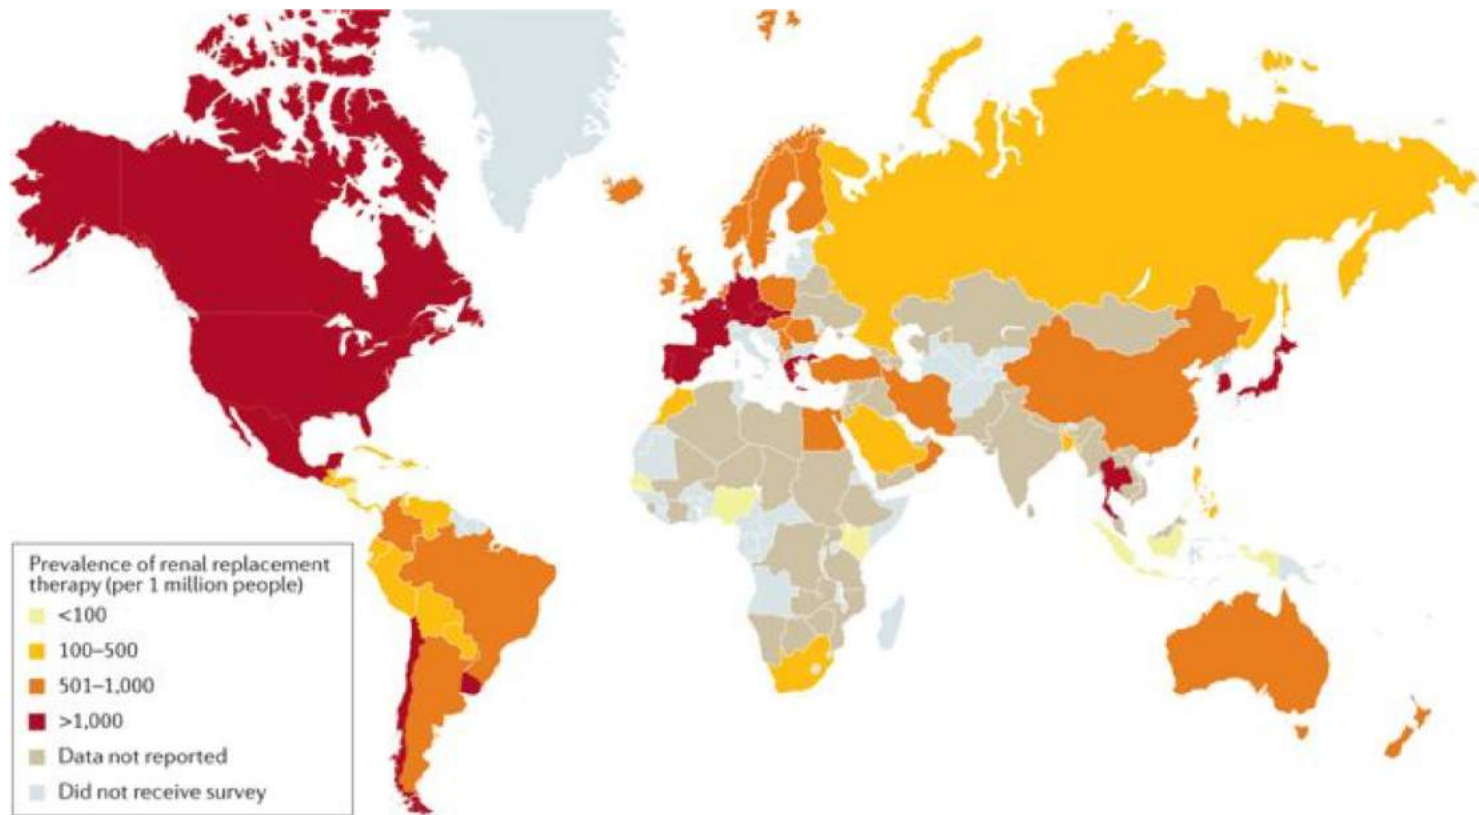 Prevalence of renal replacement
therapy (per 1 million people)
<100
100–500
501–1,000
>1,000
Data not reported
Did not receive survey